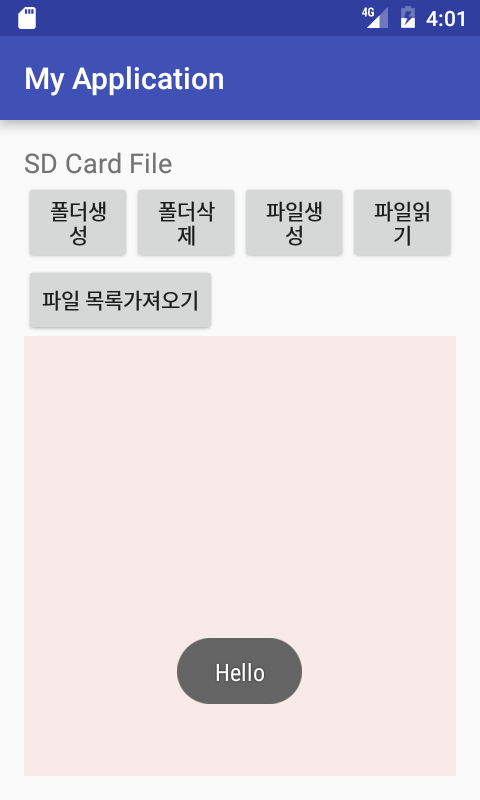 4G 4:01
My Application
SD Card File
폴더생
성
폴더삭
제
파일생
성
파일읽
기
파일 목록가져오기
Hello